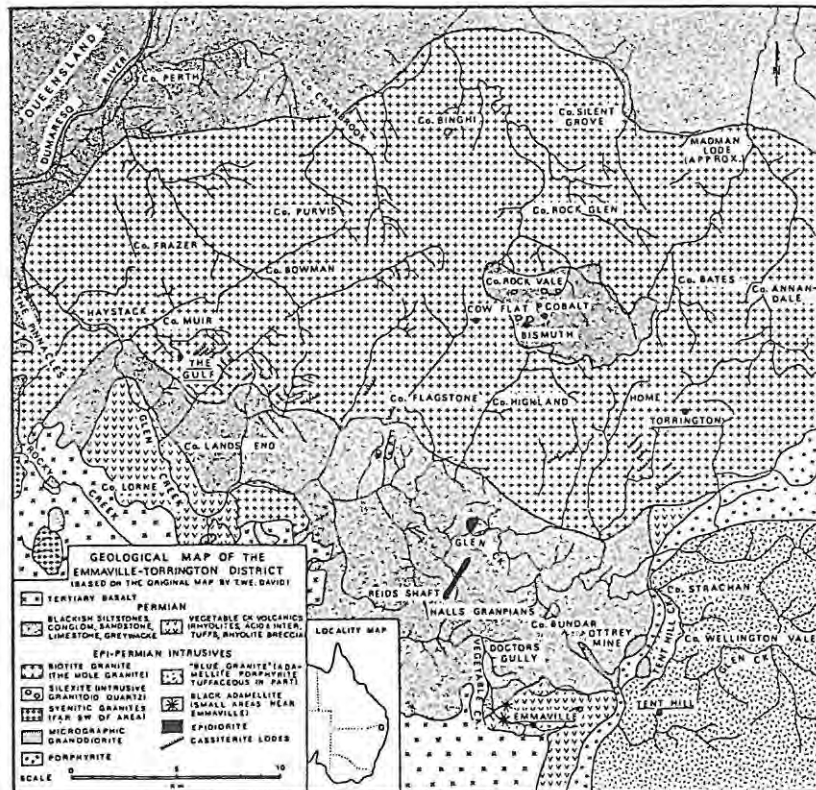 QUEENSLAND
DUMARESQ
RIVER
Co. PERTH
Co. CRANBROOK
Co. BINGHI
Co. SILENT
GROVE
N
MADMAN
LODE
(APPROX.)
Co. FRAZER
Co. PURVIS
Co. ROCK GLEN
Co. BOWMAN
Co. ROCK VALE
Co. BATES
Co. ANNAN-
DALE
THE PINNACLES
HAYSTACK
Co. MUIR
COW FLAT
COBALT
BISMUTH
THE
GULF
Co. FLAGSTONE
Co. HIGHLAND
HOME
TORRINGTON
GLEN
CREEK
Co. LANDS END
ROCKY
CREEK
Co. LORNE
GLEN
CK
REIDS SHAFT
HALLS GRANPIANS
Co. STRACHAN
Co. BUNDAR
OTTREY
MINE
TENT HILL CK
Co. WELLINGTON VALE
GLEN CK
DOCTORS
GULLY
VEGETABLE CK
TENT HILL
EMMAVILLE
GEOLOGICAL MAP OF THE
EMMAVILLE-TORRINGTON DISTRICT
(BASED ON THE ORIGINAL MAP BY T.W.E. DAVID)
TERTIARY BASALT
PERMIAN
BLACKISH SILTSTONES,
CONGLOM, SANDSTONE,
LIMESTONE, GREYWACKE
VEGETABLE CK VOLCANICS
(RHYOLITES, ACID & INTER.
TUFFS, RHYOLITE BRECCIA)
EPI-PERMIAN INTRUSIVES
BIOTITE GRANITE
(THE MOLE GRANITE)
SILEXITE INTRUSIVE
GRANITOID QUARTZ)
SYENITIC GRANITES
(FAR SW OF AREA)
MICROGRAPHIC
GRANODIORITE
PORPHYRITE
"BLUE GRANITE" (ADA-
MELLITE PORPHYRITE
TUFFACEOUS IN PART)
BLACK ADAMELLITE
(SMALL AREAS NEAR
EMMAVILLE)
EPIDIORITE
CASSITERITE LODES
SCALE 0 5 10
KM
LOCALITY MAP